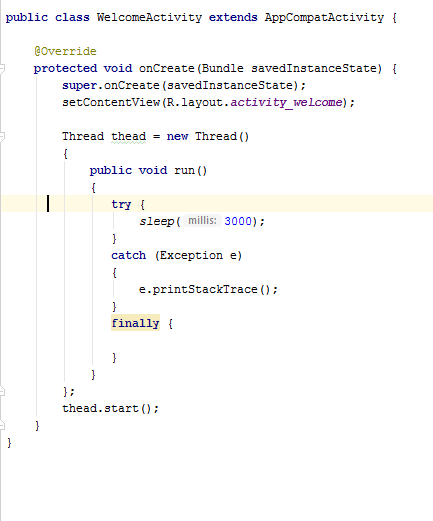 public class WelcomeActivity extends AppCompatActivity {
@Override
protected void onCreate(Bundle savedInstanceState) {
super.onCreate(savedInstanceState);
setContentView(R.layout.activity_welcome);
Thread thead = new Thread()
{
public void run()
{
try {
sleep( millis: 3000);
}
catch (Exception e)
{
e.printStackTrace();
}
finally {
}
}
};
thead.start();
}
}